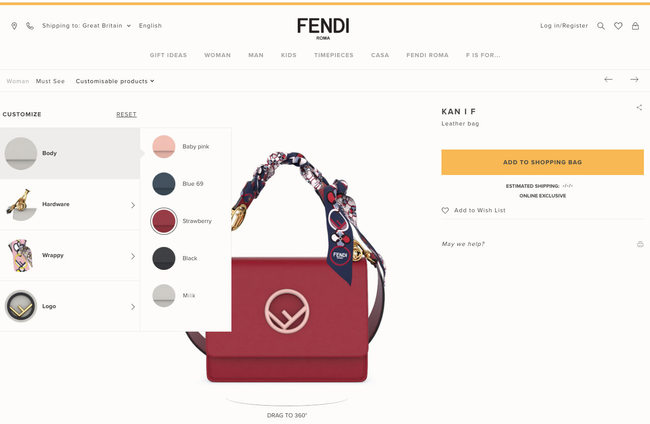 Shipping to: Great Britain
English
FENDI
ROMA
Log in/Register
GIFT IDEAS
WOMAN
MAN
KIDS
TIMEPIECES
CASA
FENDI ROMA
F IS FOR...
Woman
Must See
Customisable products
CUSTOMIZE
RESET
Body
Hardware
Wrappy
Logo
Baby pink
Blue 69
Strawberry
Black
FENDI
DRAG TO 360°
KAN I F
Leather bag
ADD TO SHOPPING BAG
ESTIMATED SHIPPING: -/-/-
ONLINE EXCLUSIVE
Add to Wish List
May we help?